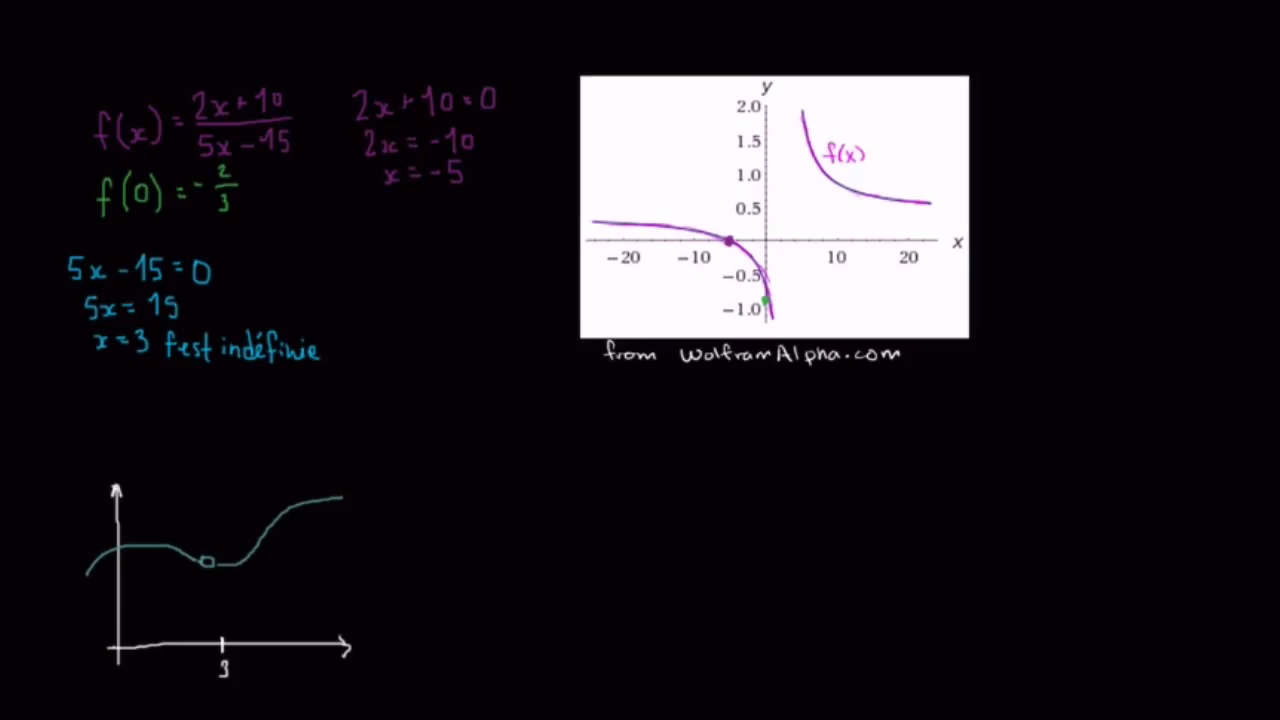 f(x) = 2x+10 / 5x-15
f(0) = - 2/3
2x+10=0
2x = -10
x = -5
5x - 15 = 0
5x = 15
x = 3 f est indéfinie
y
2.0
1.5
1.0
0.5
-0.5
-1.0
-20
-10
10
20
x
f(x)
from WolframAlpha.com
3